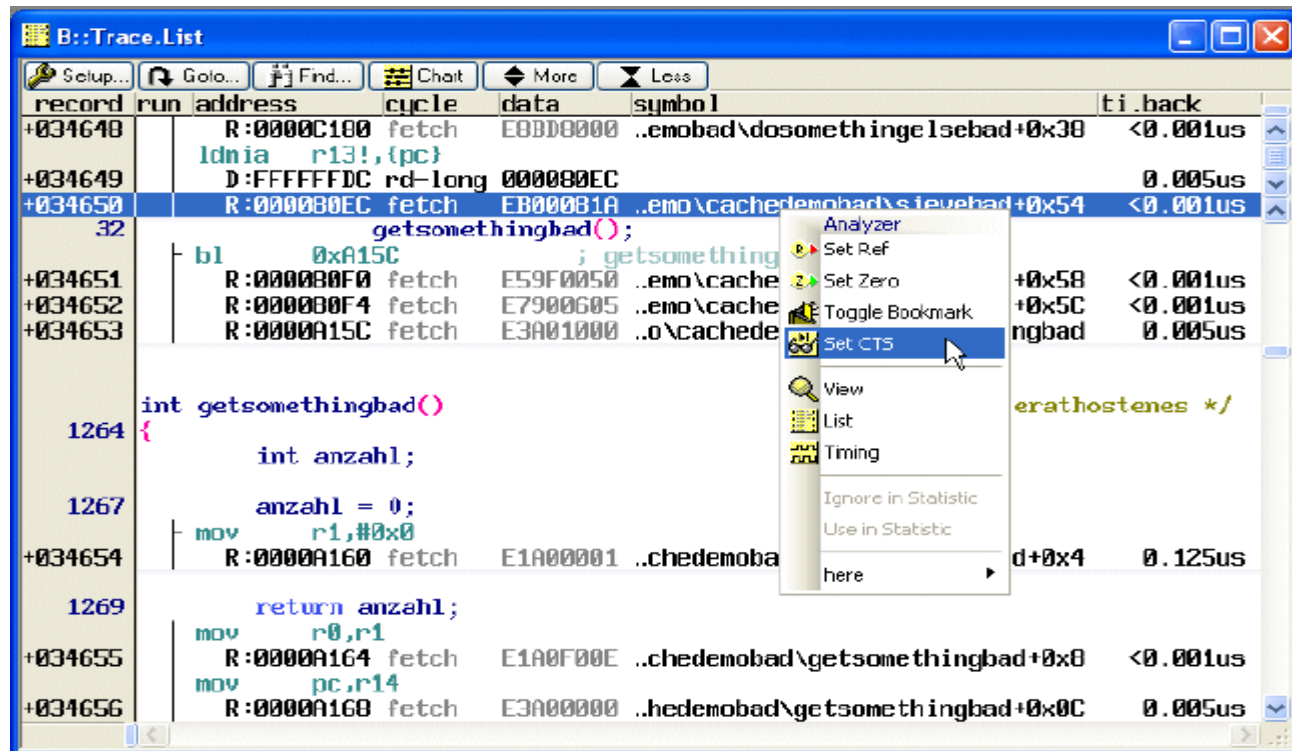 B::Trace.List
Setup... Goto... Find... Chart More Less
record run address cycle data symbol ti.back
+034648 R:0000C180 fetch E8BD8000 ..emobad\dosomethingelsebad+0x38 <0.001us
ldmia r13!,{pc}
+034649 D:FFFFFFDC rd-long 000080EC 0.005us
+034650 R:000080EC fetch EB00081A ..emo\cachedemobad\sievebad+0x54 <0.001us
32 getsomethingbad();
bl 0xA15C ; getsomething
+034651 R:000080F0 fetch E59F0050 ..emo\cache +0x58 <0.001us
+034652 R:000080F4 fetch E7900605 ..emo\cache +0x5C <0.001us
+034653 R:0000A15C fetch E3A01000 ..o\cachede ngbad 0.005us
int getsomethingbad() erathostenes */
1264 {
int anzahl;
1267 anzahl = 0;
mov r1,#0x0
+034654 R:0000A160 fetch E1A00001 ..chedemoba d+0x4 0.125us
1269 return anzahl;
mov r0,r1
+034655 R:0000A164 fetch E1A0F00E ..chedemobad\getsomethingbad+0x8 <0.001us
mov pc,r14
+034656 R:0000A168 fetch E3A00000 ..hedemobad\getsomethingbad+0x0C 0.005us
Analyzer
Set Ref
Set Zero
Toggle Bookmark
Set CTS
View
List
Timing
Ignore in Statistic
Use in Statistic
here